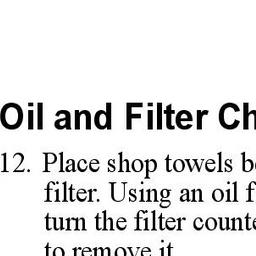 Oil and Filter Ch
12. Place shop towels be
filter. Using an oil f
turn the filter counte
to remove it